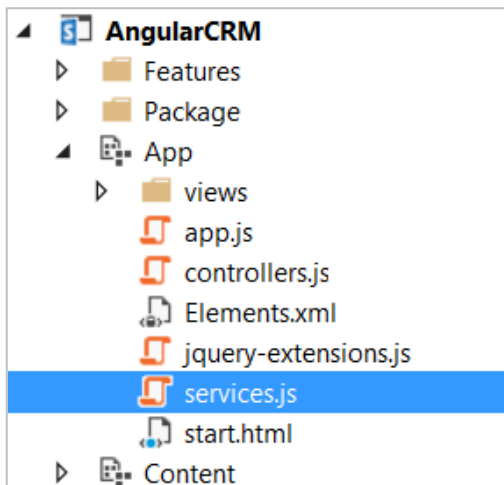 AngularCRM
Features
Package
App
views
app.js
controllers.js
Elements.xml
jquery-extensions.js
services.js
start.html
Content